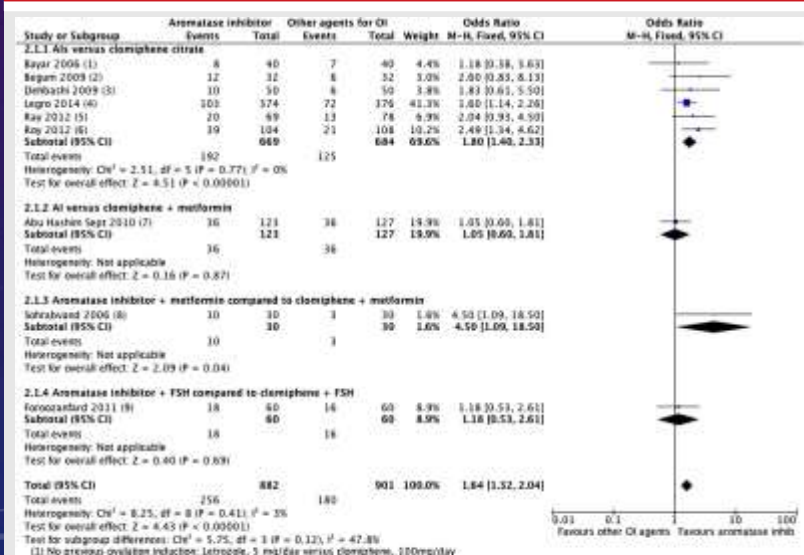 Aromatase inhibitor Other agents for OI Odds Ratio Odds Ratio
Study or Subgroup Events Total Events Total Weight M-H, Fixed, 95% CI M-H, Fixed, 95% CI
2.1.1 AIs versus clomiphene citrate
Bayar 2006 (1) 8 40 7 40 4.4% 1.18 [0.38, 3.63]
Begum 2009 (2) 12 32 6 32 3.0% 2.60 [0.83, 8.13]
Dehbashi 2009 (3) 10 50 6 50 3.8% 1.83 [0.61, 5.50]
Legro 2014 (4) 103 374 72 376 41.3% 1.60 [1.14, 2.26]
Ray 2012 (5) 20 69 13 78 6.9% 2.04 [0.93, 4.50]
Roy 2012 (6) 39 104 21 108 10.2% 2.49 [1.34, 4.62]
Subtotal (95% CI) 669 684 69.6% 1.80 [1.40, 2.33]
Total events 192 125
Heterogeneity: Chi² = 2.51, df = 5 (P = 0.77); I² = 0%
Test for overall effect: Z = 4.51 (P < 0.00001)
2.1.2 AI versus clomiphene + metformin
Abu Hashim Sept 2010 (7) 36 123 36 127 19.9% 1.05 [0.60, 1.81]
Subtotal (95% CI) 123 127 19.9% 1.05 [0.60, 1.81]
Total events 36 36
Heterogeneity: Not applicable
Test for overall effect: Z = 0.16 (P = 0.87)
2.1.3 Aromatase inhibitor + metformin compared to clomiphene + metformin
Sohrabvand 2006 (8) 10 30 3 30 1.6% 4.50 [1.09, 18.50]
Subtotal (95% CI) 30 30 1.6% 4.50 [1.09, 18.50]
Total events 10 3
Heterogeneity: Not applicable
Test for overall effect: Z = 2.09 (P = 0.04)
2.1.4 Aromatase inhibitor + FSH compared to clomiphene + FSH
Foroozanfard 2011 (9) 18 60 16 60 8.9% 1.18 [0.53, 2.61]
Subtotal (95% CI) 60 60 8.9% 1.18 [0.53, 2.61]
Total events 18 16
Heterogeneity: Not applicable
Test for overall effect: Z = 0.40 (P = 0.69)
Total (95% CI) 882 901 100.0% 1.64 [1.32, 2.04]
Total events 256 180
Heterogeneity: Chi² = 8.25, df = 8 (P = 0.41); I² = 3%
Test for overall effect: Z = 4.43 (P < 0.00001)
Test for subgroup differences: Chi² = 5.75, df = 3 (P = 0.12), I² = 47.8%
0.01 0.1 1 10 100
Favours other OI agents Favours aromatase inhib
(1) No previous ovulation induction: Letrozole, 5 mg/day versus clomiphene, 100mg/day